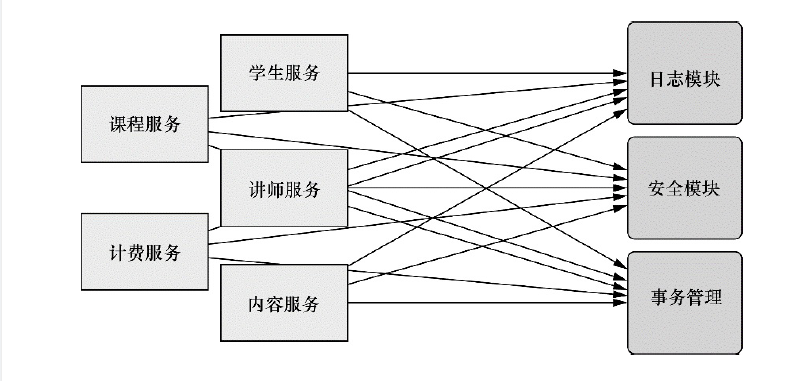 学生服务
日志模块
课程服务
讲师服务
安全模块
计费服务
内容服务
事务管理